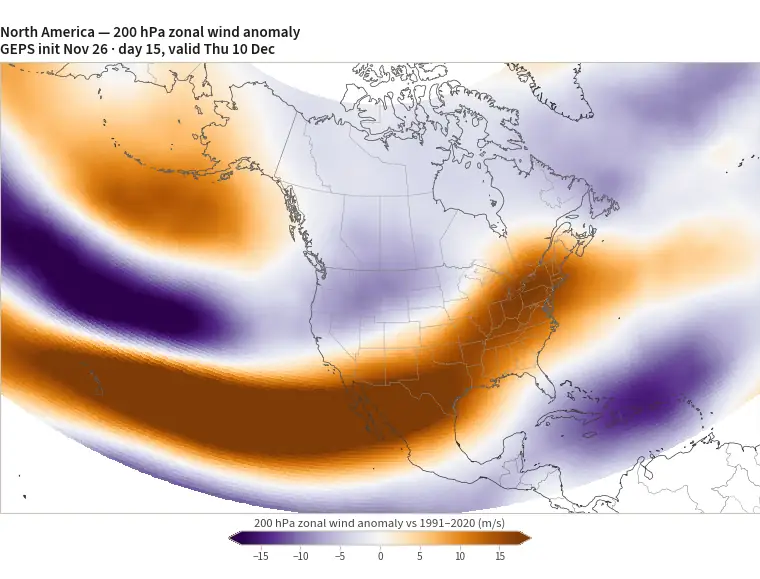 North America — 200 hPa zonal wind anomaly
GEPS init Nov 26 · day 15, valid Thu 10 Dec
200 hPa zonal wind anomaly vs 1991–2020 (m/s)
−15 −10 −5 0 5 10 15